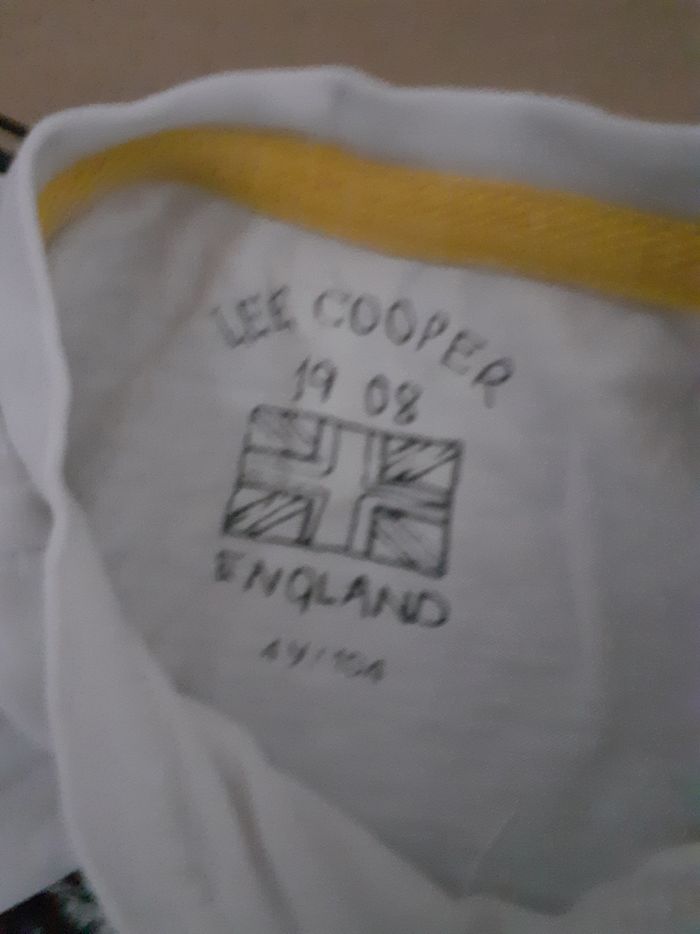 LEE COOPER
19 08
ENGLAND
4Y/104